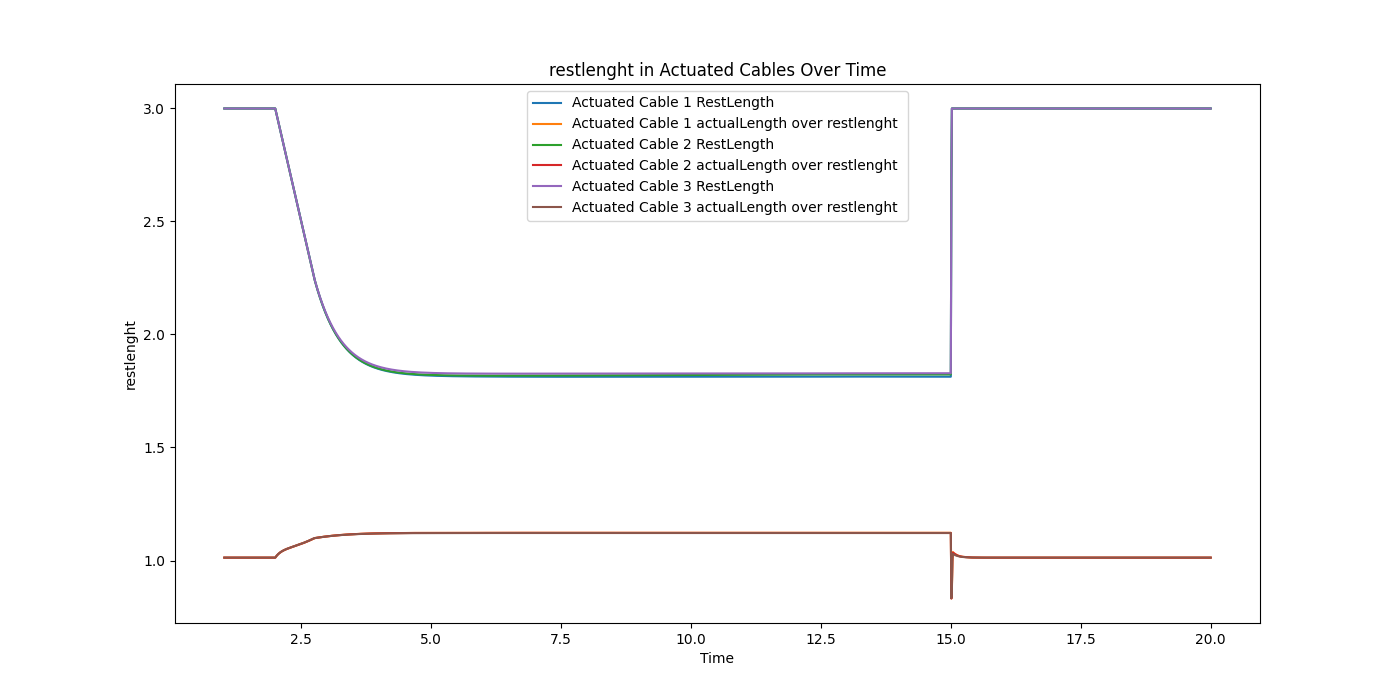 restlenght in Actuated Cables Over Time
Actuated Cable 1 RestLength
Actuated Cable 1 actualLength over restlenght
Actuated Cable 2 RestLength
Actuated Cable 2 actualLength over restlenght
Actuated Cable 3 RestLength
Actuated Cable 3 actualLength over restlenght
restlenght
3.0
2.5
2.0
1.5
1.0
2.5 5.0 7.5 10.0 12.5 15.0 17.5 20.0
Time